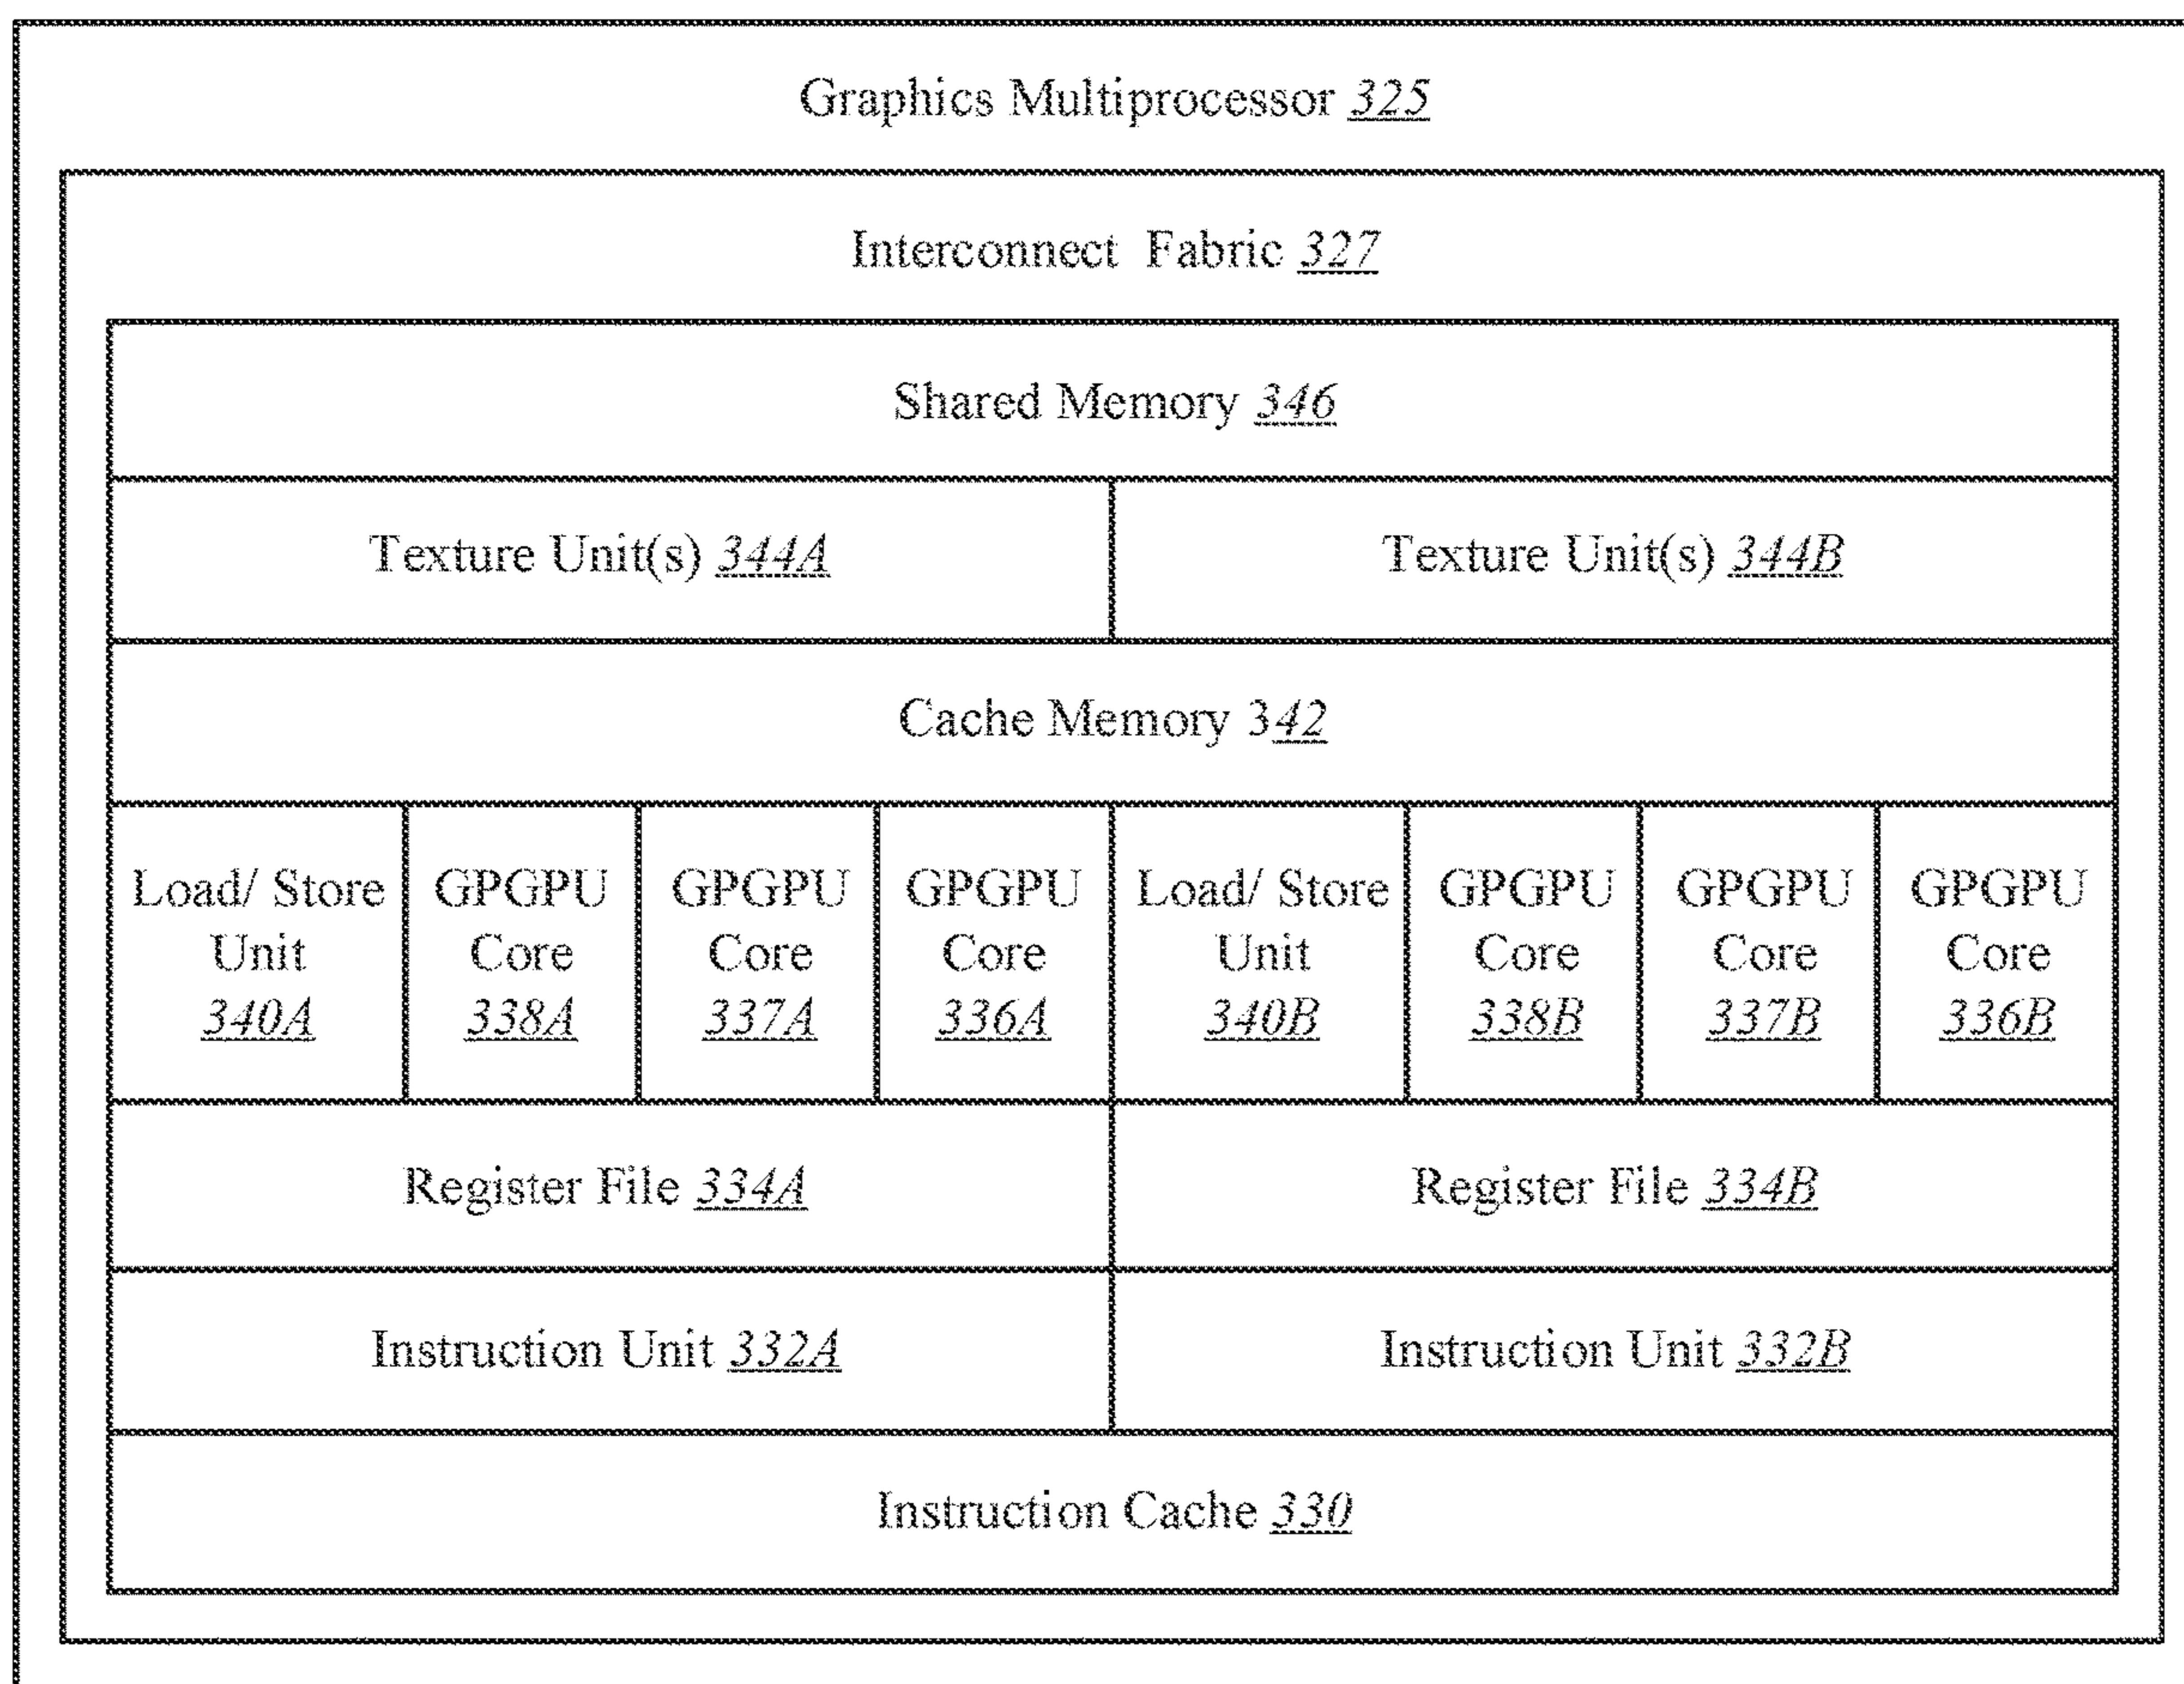 Graphics Multiprocessor 325
Interconnect Fabric 327
Shared Memory 346
Texture Unit(s) 344A
Texture Unit(s) 344B
Cache Memory 342
Load/ Store
Unit
340A
GPGPU
Core
338A
GPGPU
Core
337A
GPGPU
Core
336A
Load/ Store
Unit
340B
GPGPU
Core
338B
GPGPU
Core
337B
GPGPU
Core
336B
Register File 334A
Register File 334B
Instruction Unit 332A
Instruction Unit 332B
Instruction Cache 330